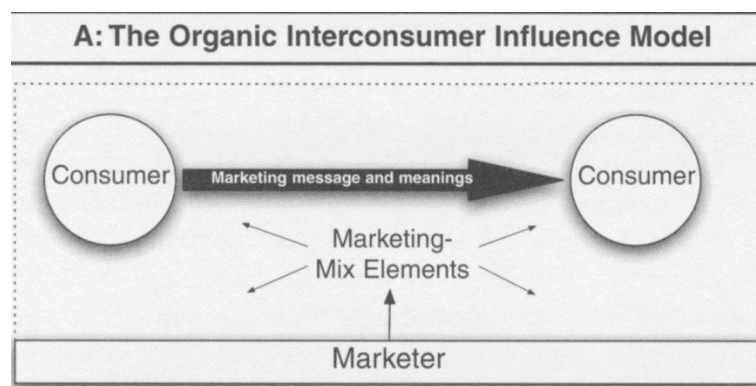 A: The Organic Interconsumer Influence Model
Consumer
Marketing message and meanings
Consumer
Marketing-
Mix Elements
Marketer